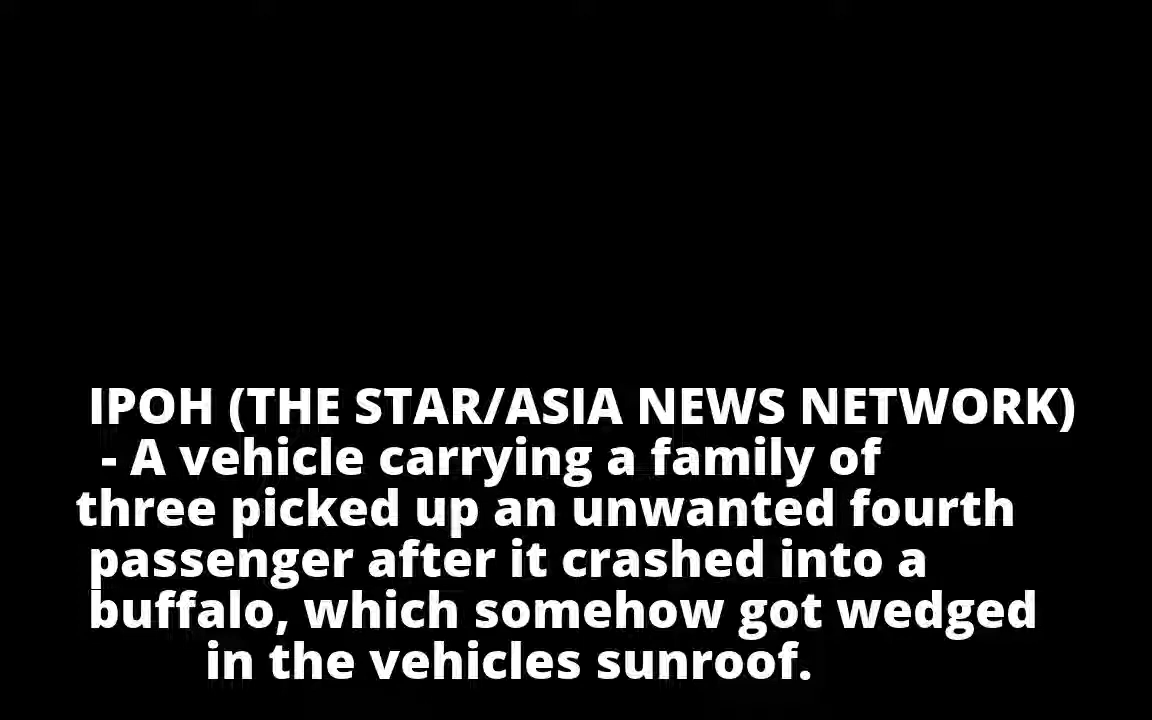 IPOH (THE STAR/ASIA NEWS NETWORK)
- A vehicle carrying a family of
three picked up an unwanted fourth
passenger after it crashed into a
buffalo, which somehow got wedged
in the vehicles sunroof.